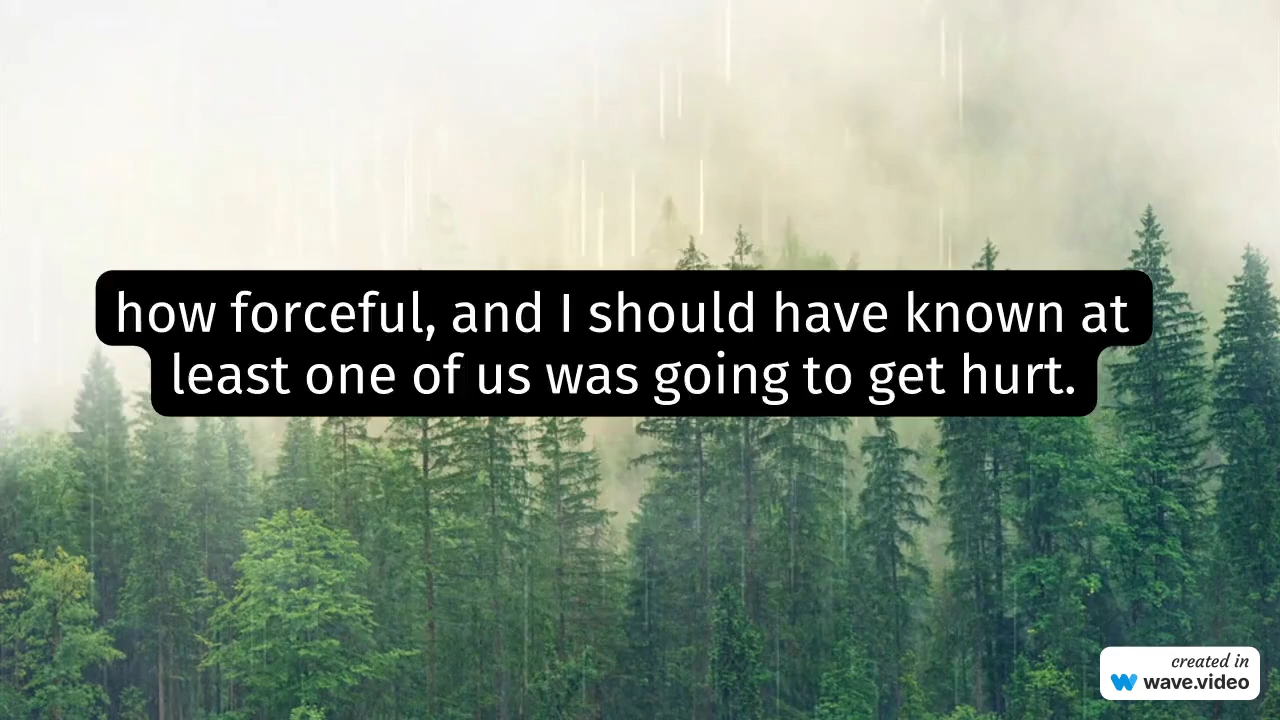 how forceful, and I should have known at
least one of us was going to get hurt.
created in
wave.video